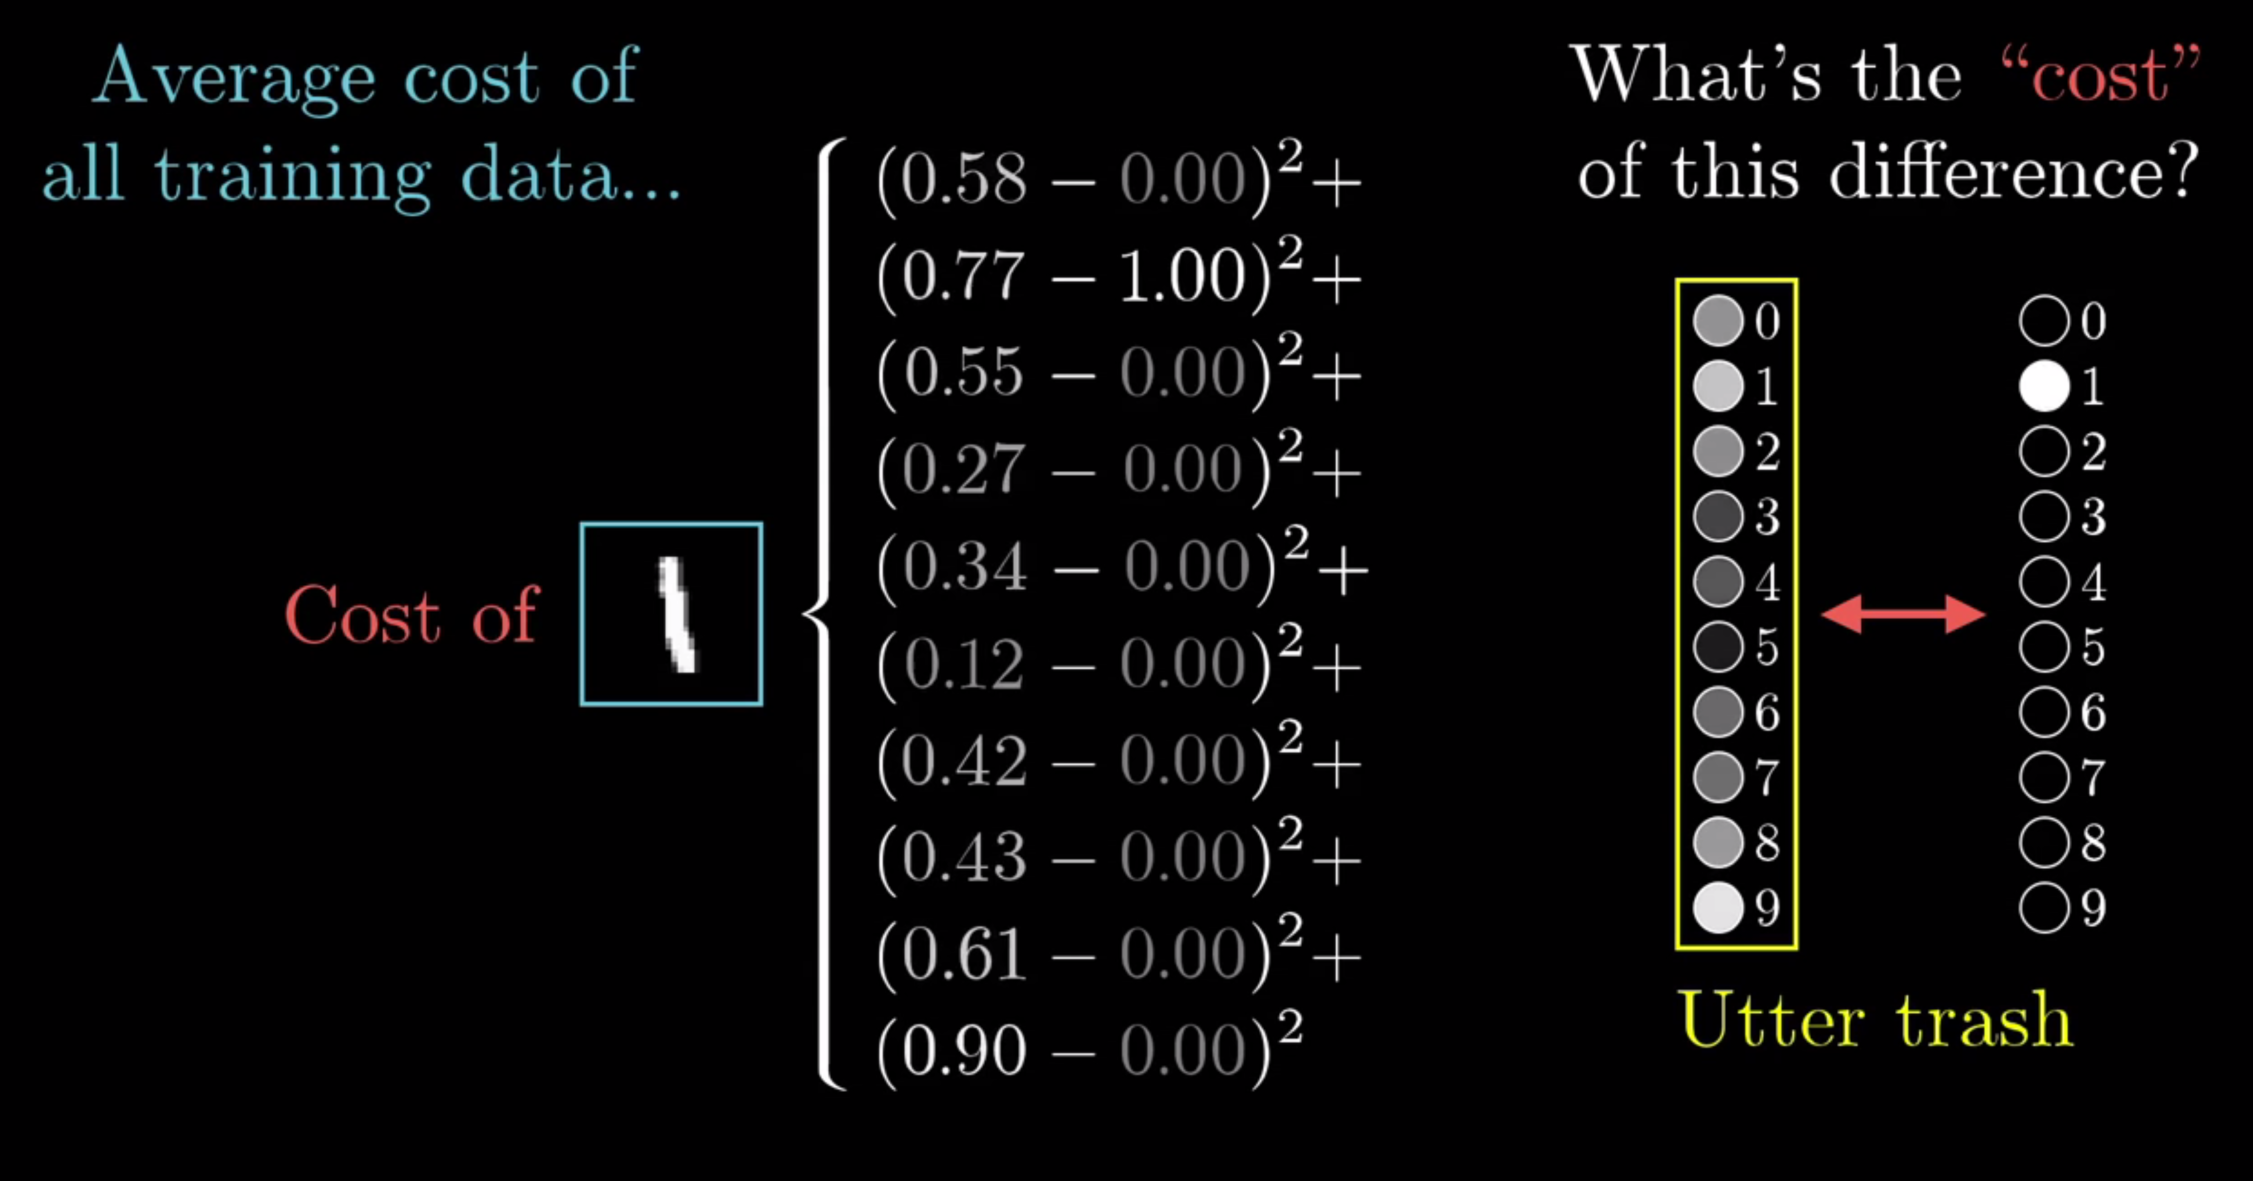 Average cost of
all training data...
Cost of
(0.58 − 0.00)²+
(0.77 − 1.00)²+
(0.55 − 0.00)²+
(0.27 − 0.00)²+
(0.34 − 0.00)²+
(0.12 − 0.00)²+
(0.42 − 0.00)²+
(0.43 − 0.00)²+
(0.61 − 0.00)²+
(0.90 − 0.00)²
What's the “cost”
of this difference?
0 0
1 1
2 2
3 3
4 4
5 5
6 6
7 7
8 8
9 9
Utter trash